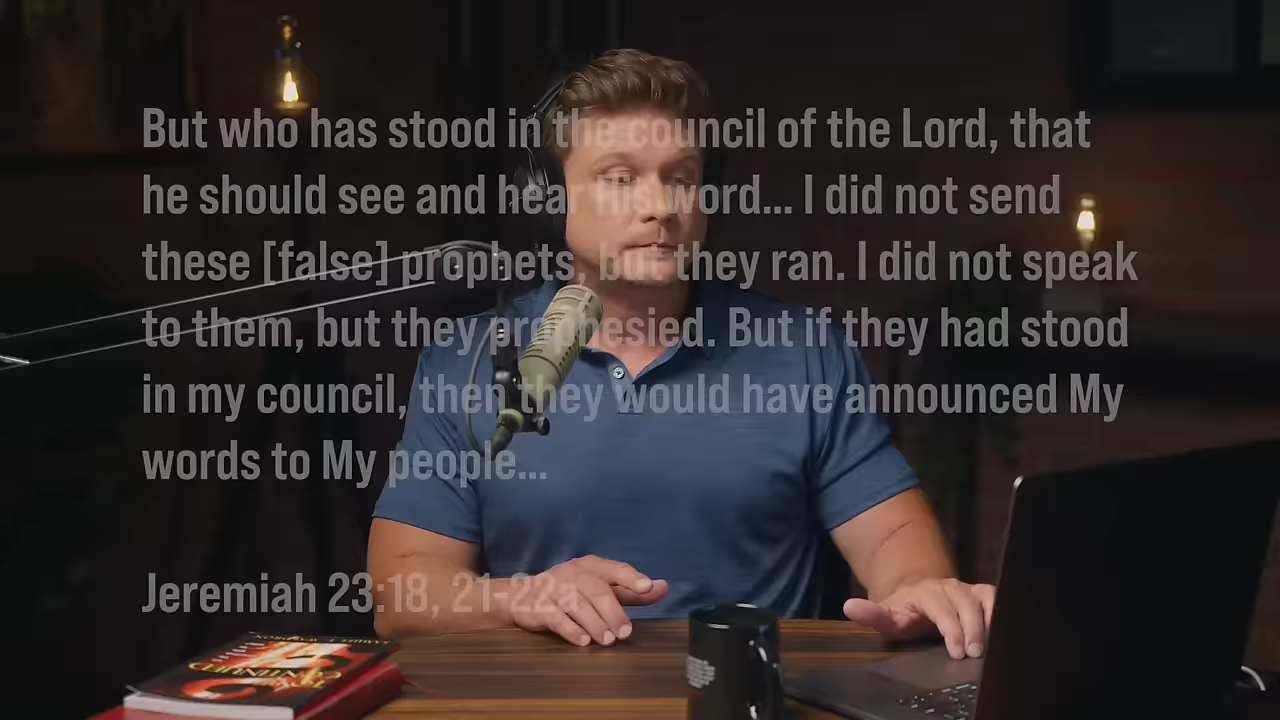 But who has stood in the council of the Lord, that
he should see and hear his word... I did not send
these [false] prophets, but they ran. I did not speak
to them, but they prophesied. But if they had stood
in my council, then they would have announced My
words to My people...
Jeremiah 23:18, 21-22a